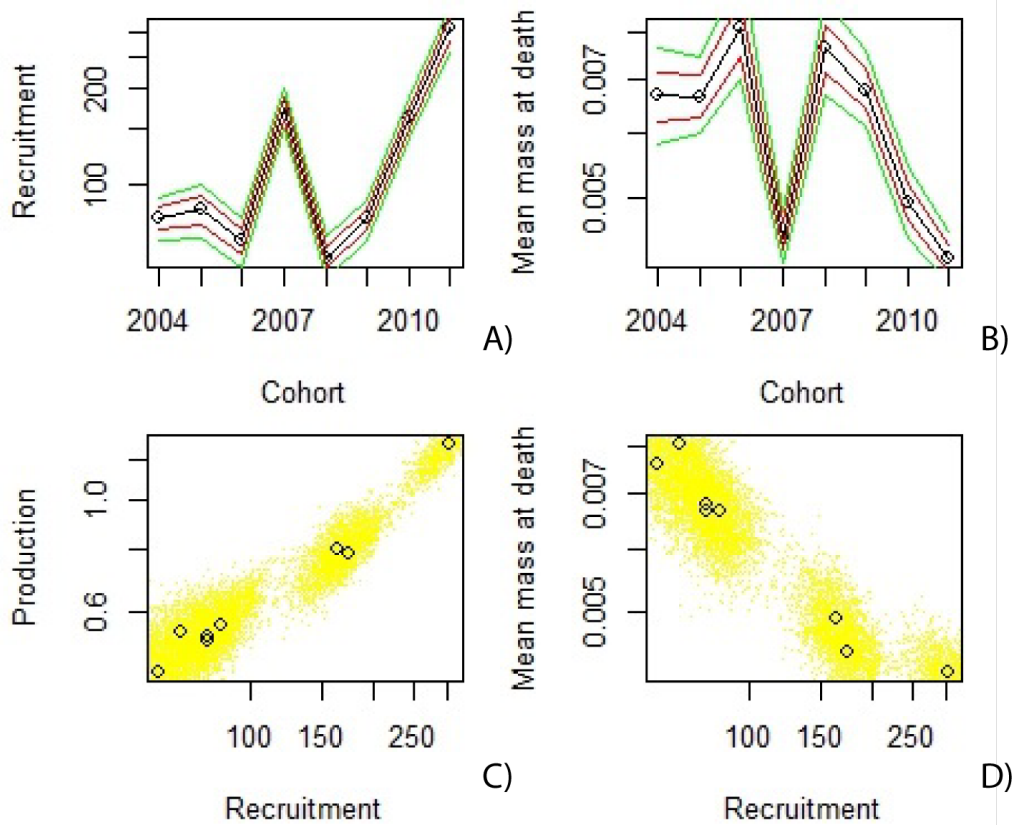 Recruitment
200
100
2004 2007 2010
A)
Cohort
Mean mass at death
0.007
0.005
2004 2007 2010
B)
Cohort
Production
1.0
0.6
100 150 250
C)
Recruitment
Mean mass at death
0.007
0.005
100 150 250
D)
Recruitment